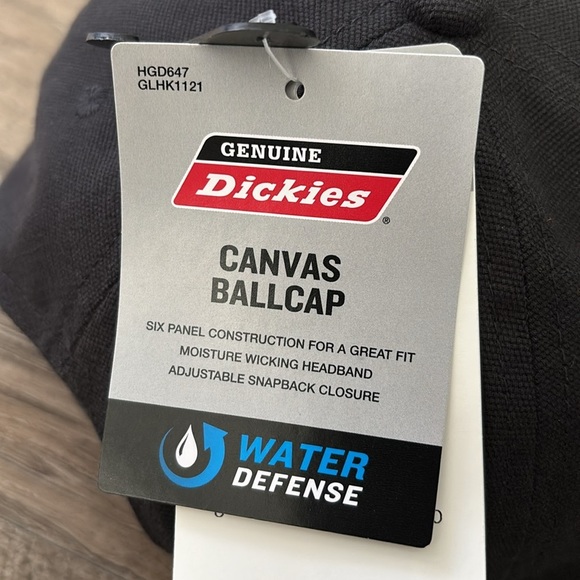 HGD647
GLHK1121
GENUINE
Dickies
®
CANVAS
BALLCAP
SIX PANEL CONSTRUCTION FOR A GREAT FIT
MOISTURE WICKING HEADBAND
ADJUSTABLE SNAPBACK CLOSURE
WATER
DEFENSE